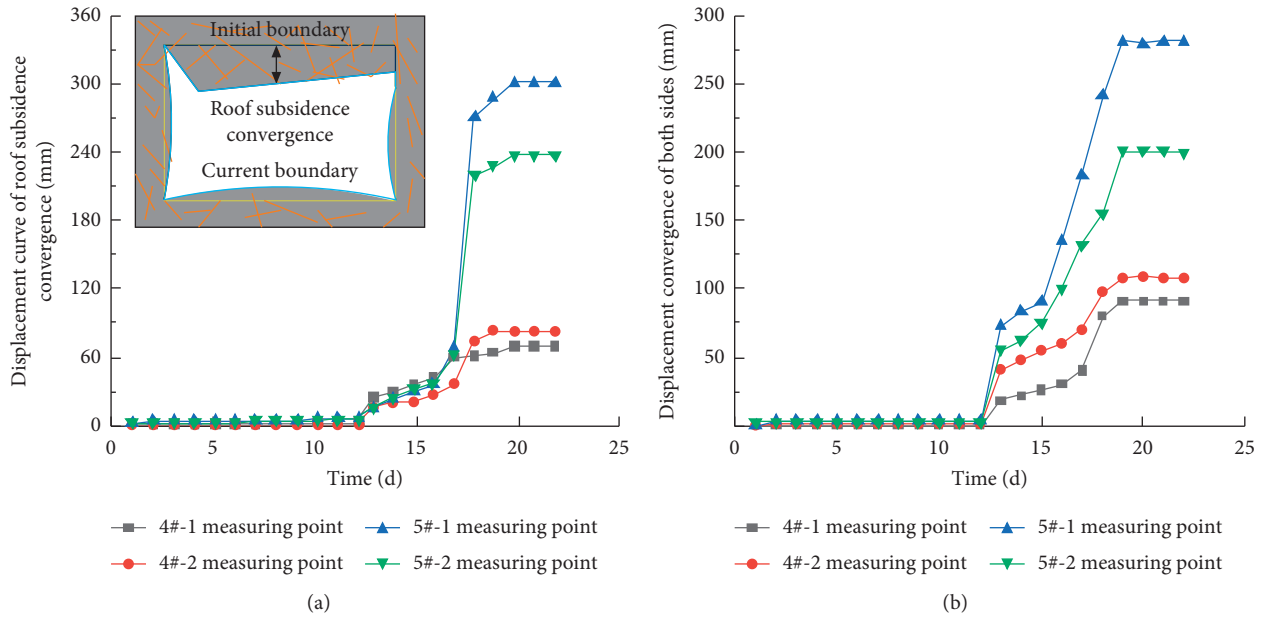 Displacement curve of roof subsidence
convergence (mm)
360
300
240
180
120
60
0
Initial boundary
Roof subsidence
convergence
Current boundary
0
5
10
15
20
25
Time (d)
4#-1 measuring point
5#-1 measuring point
4#-2 measuring point
5#-2 measuring point
(a)
Displacement convergence of both sides (mm)
300
250
200
150
100
50
0
5
10
15
20
25
Time (d)
4#-1 measuring point
5#-1 measuring point
4#-2 measuring point
5#-2 measuring point
(b)